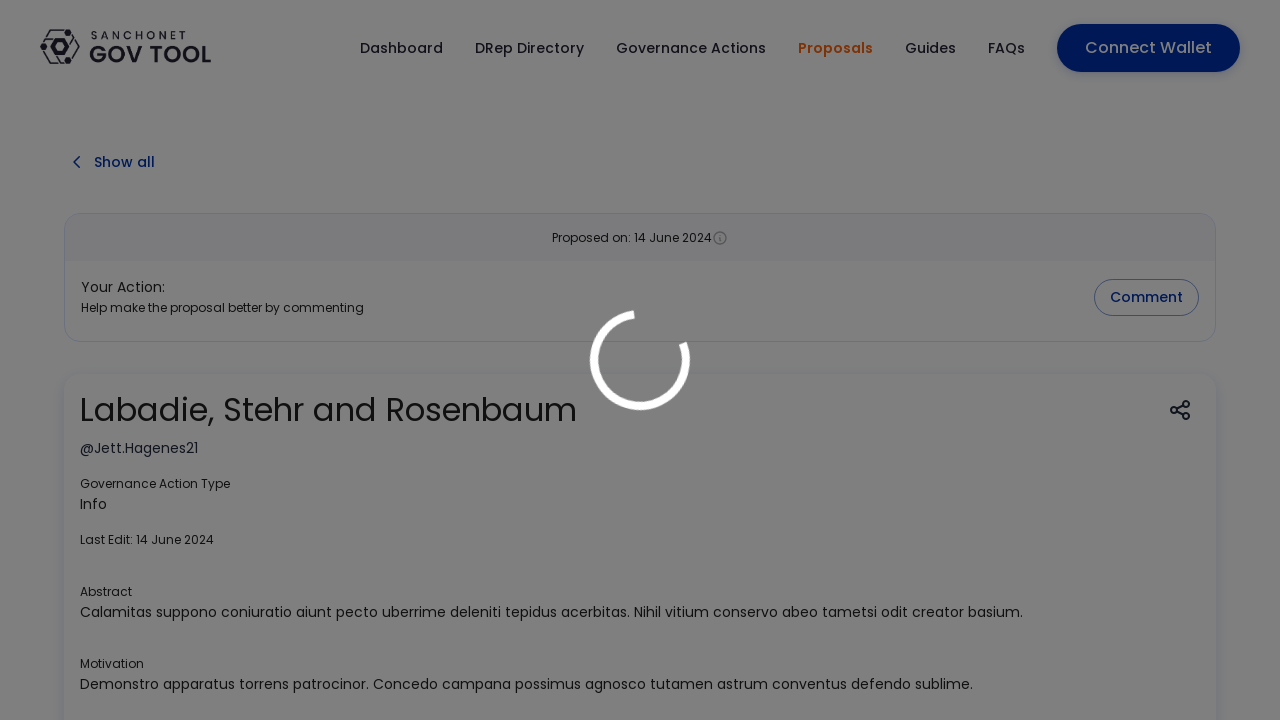 SANCHONET
GOV TOOL
Dashboard
DRep Directory
Governance Actions
Proposals
Guides
FAQs
Connect Wallet
Show all
Proposed on: 14 June 2024
Your Action:
Help make the proposal better by commenting
Comment
Labadie, Stehr and Rosenbaum
@Jett.Hagenes21
Governance Action Type
Info
Last Edit: 14 June 2024
Abstract
Calamitas suppono coniuratio aiunt pecto uberrime deleniti tepidus acerbitas. Nihil vitium conservo abeo tametsi odit creator basium.
Motivation
Demonstro apparatus torrens patrocinor. Concedo campana possimus agnosco tutamen astrum conventus defendo sublime.